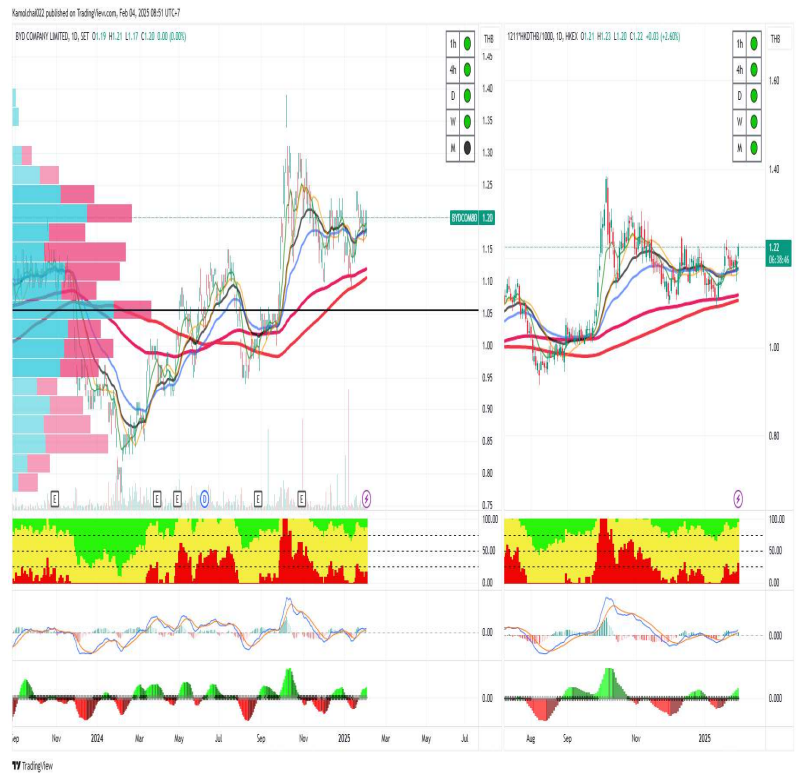 Kamolchai022 published on TradingView.com, Feb 04, 2025 08:51 UTC+7
BYD COMPANY LIMITED, 1D, SET O1.19 H1.21 L1.17 C1.20 0.00 (0.00%)
THB
1h
4h
D
W
M
1.45
1.40
1.35
1.30
1.25
BYDCOM80 1.20
1.15
1.10
1.05
1.00
0.95
0.90
0.85
0.80
0.75
E
E
E
D
E
E
100.00
50.00
0.00
0.00
0.00
ep Nov 2024 Mar May Jul Sep Nov 2025 Mar May Jul
1211*HKDTHB/1000, 1D, HKEX O1.21 H1.23 L1.20 C1.22 +0.03 (+2.60%)
THB
1h
4h
D
W
M
1.60
1.40
1.22
06:38:46
1.00
0.80
100.00
50.00
0.00
0.000
0.000
Aug Sep Nov 2025
TradingView